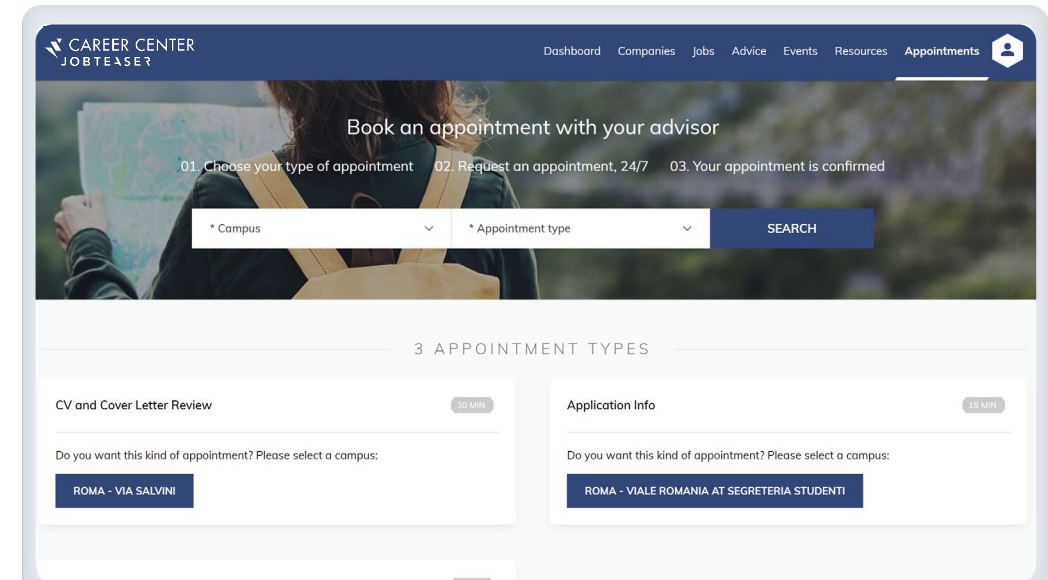 CAREER CENTER
JOBTEASER
Dashboard Companies Jobs Advice Events Resources Appointments
Book an appointment with your advisor
01. Choose your type of appointment 02. Request an appointment, 24/7 03. Your appointment is confirmed
* Campus * Appointment type SEARCH
3 APPOINTMENT TYPES
CV and Cover Letter Review 30 MIN
Do you want this kind of appointment? Please select a campus:
ROMA - VIA SALVINI
Application Info 15 MIN
Do you want this kind of appointment? Please select a campus:
ROMA - VIALE ROMANIA AT SEGRETERIA STUDENTI